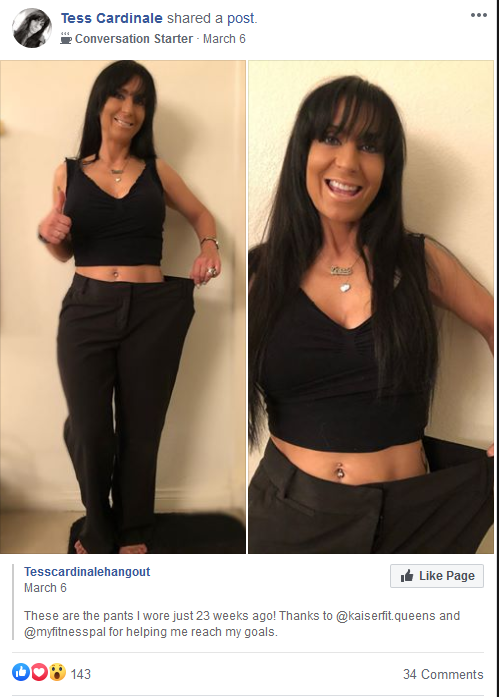 Tess Cardinale shared a post.
Conversation Starter · March 6
Tesscardinalehangout
March 6
Like Page
These are the pants I wore just 23 weeks ago! Thanks to @kaiserfit.queens and
@myfitnesspal for helping me reach my goals.
143
34 Comments